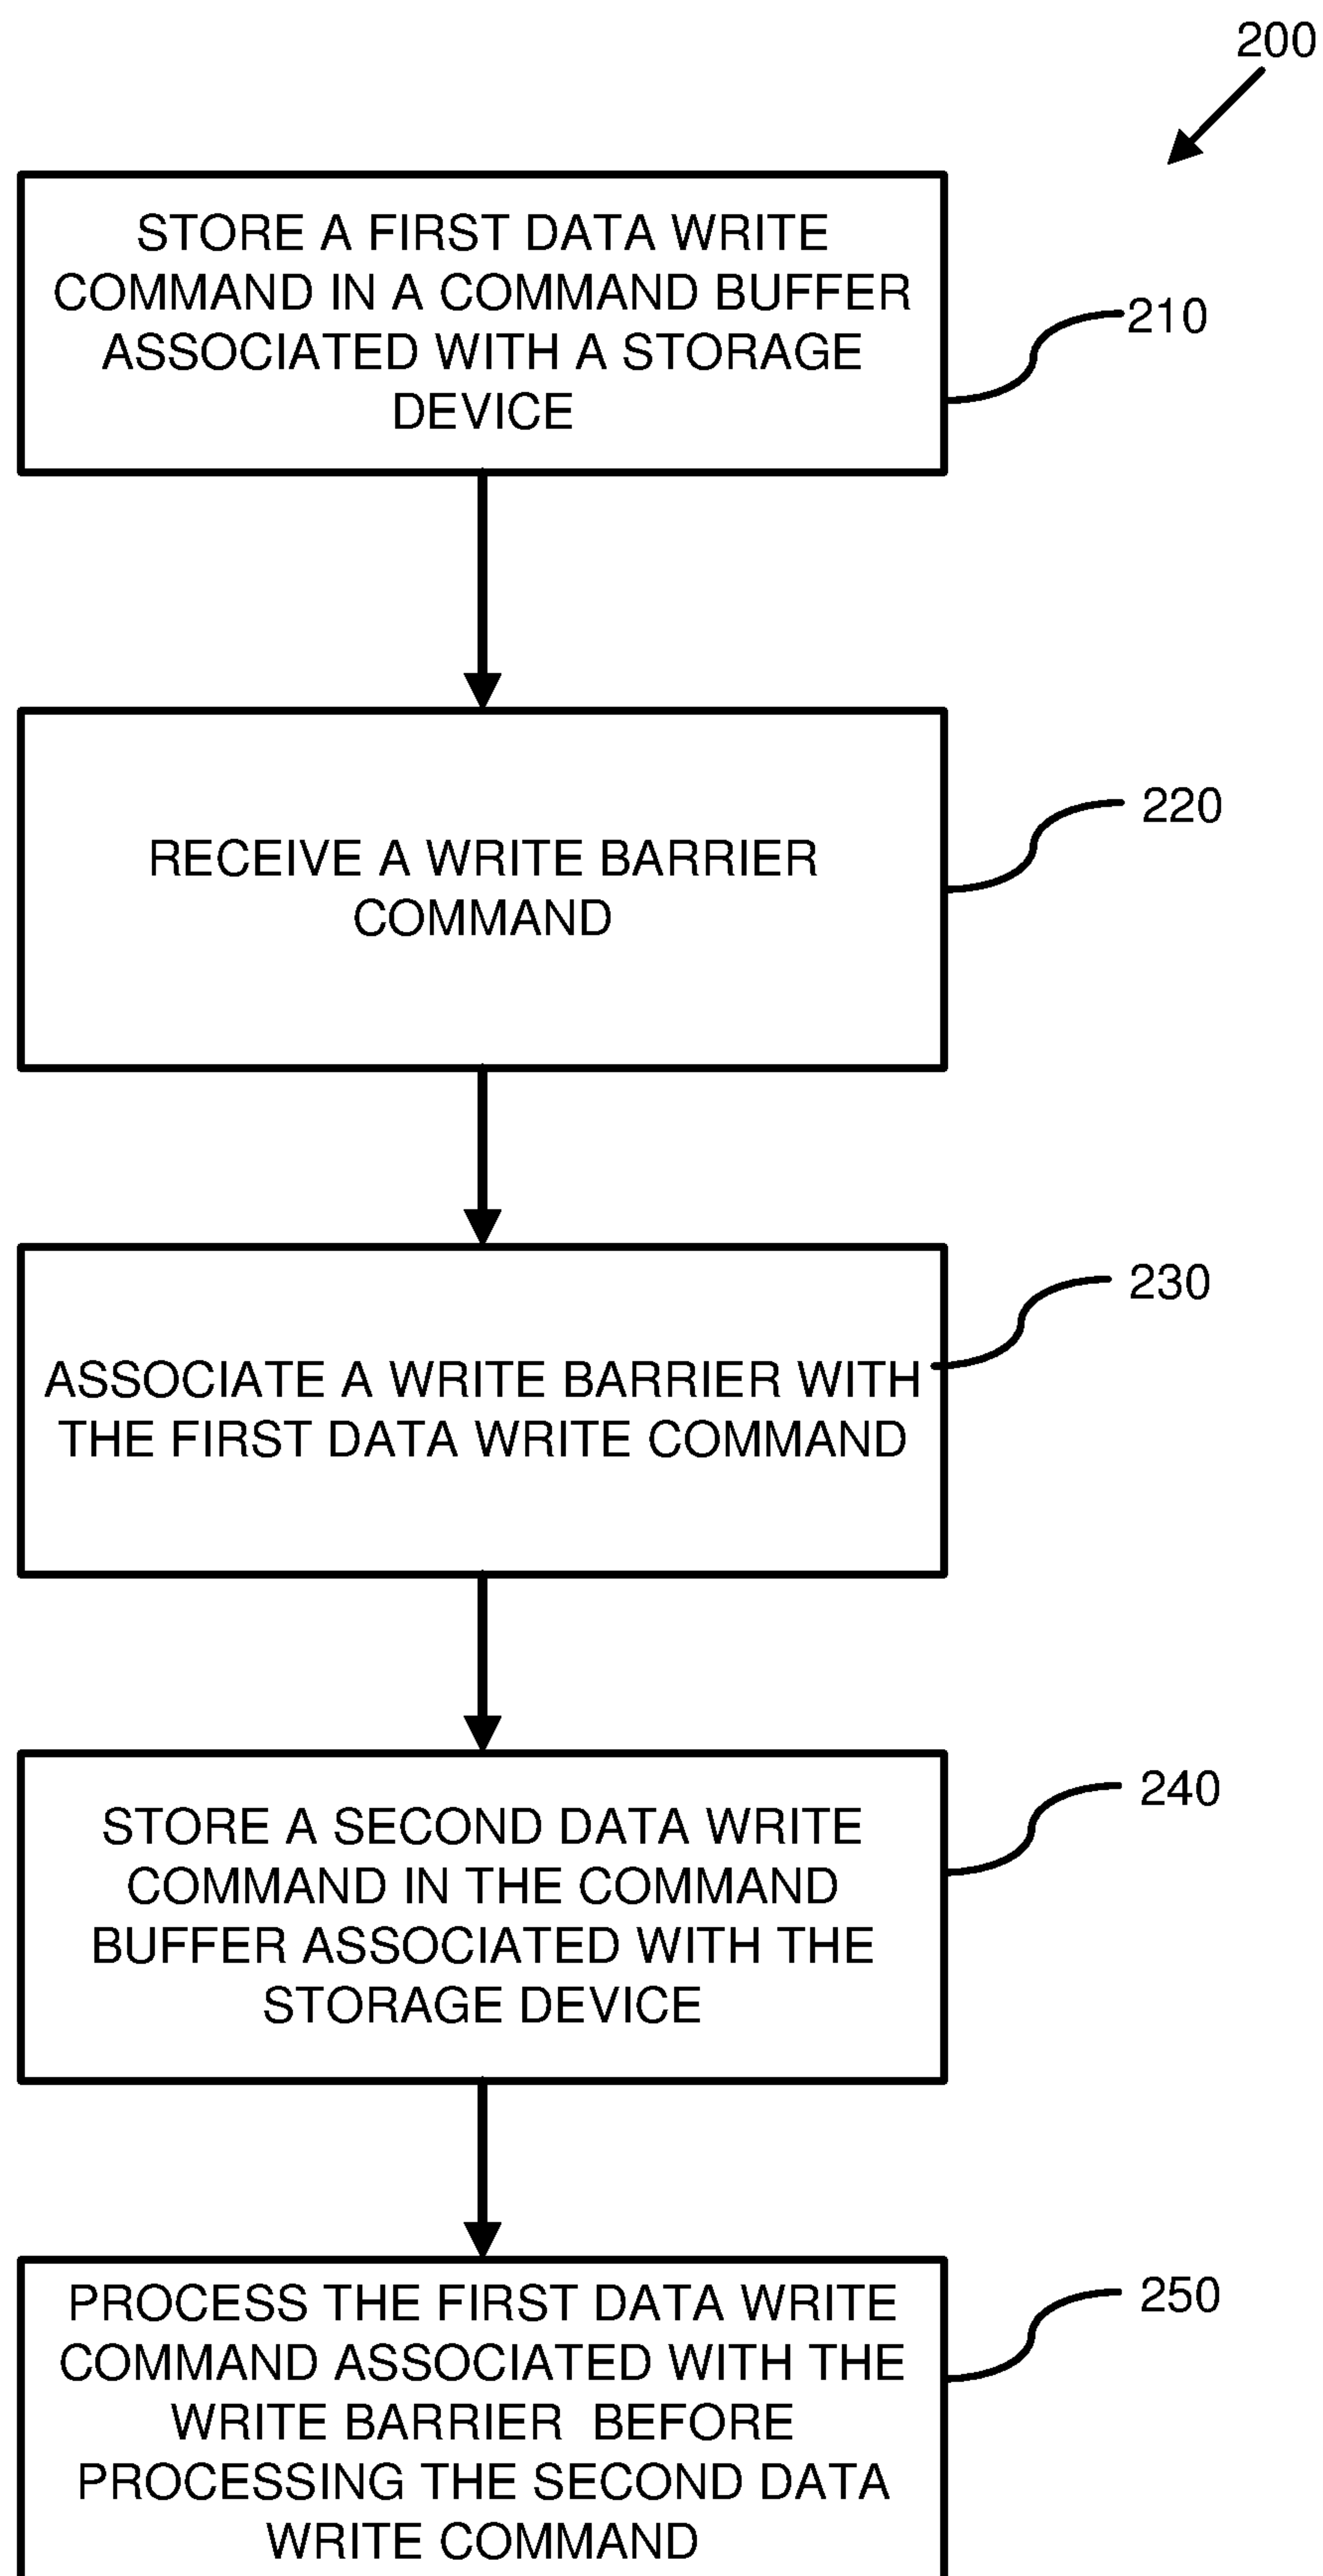 200
STORE A FIRST DATA WRITE
COMMAND IN A COMMAND BUFFER
ASSOCIATED WITH A STORAGE
DEVICE
210
RECEIVE A WRITE BARRIER
COMMAND
220
ASSOCIATE A WRITE BARRIER WITH
THE FIRST DATA WRITE COMMAND
230
STORE A SECOND DATA WRITE
COMMAND IN THE COMMAND
BUFFER ASSOCIATED WITH THE
STORAGE DEVICE
240
PROCESS THE FIRST DATA WRITE
COMMAND ASSOCIATED WITH THE
WRITE BARRIER BEFORE
PROCESSING THE SECOND DATA
WRITE COMMAND
250